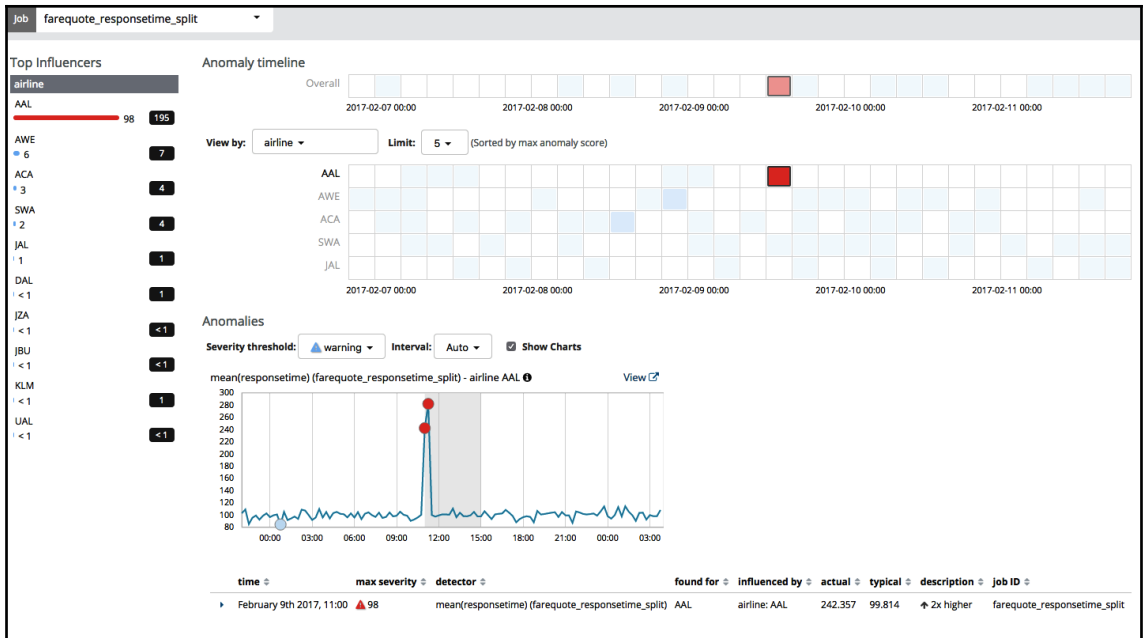 Job farequote_responsetime_split
Top Influencers
airline
AAL
98 195
AWE
6 7
ACA
3 4
SWA
2 4
JAL
1 1
DAL
< 1 1
JZA
< 1 < 1
JBU
< 1 < 1
KLM
< 1 1
UAL
< 1 < 1
Anomaly timeline
Overall
2017-02-07 00:00 2017-02-08 00:00 2017-02-09 00:00 2017-02-10 00:00 2017-02-11 00:00
View by: airline Limit: 5 (Sorted by max anomaly score)
AAL
AWE
ACA
SWA
JAL
2017-02-07 00:00 2017-02-08 00:00 2017-02-09 00:00 2017-02-10 00:00 2017-02-11 00:00
Anomalies
Severity threshold: warning Interval: Auto Show Charts
mean(responsetime) (farequote_responsetime_split) - airline AAL View
300
280
260
240
220
200
180
160
140
120
100
80
00:00 03:00 06:00 09:00 12:00 15:00 18:00 21:00 00:00 03:00
time max severity detector found for influenced by actual typical description job ID
February 9th 2017, 11:00 98 mean(responsetime) (farequote_responsetime_split) AAL airline: AAL 242.357 99.814 2x higher farequote_responsetime_split